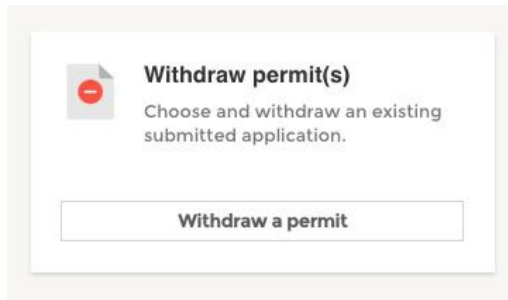 Withdraw permit(s)
Choose and withdraw an existing
submitted application.
Withdraw a permit